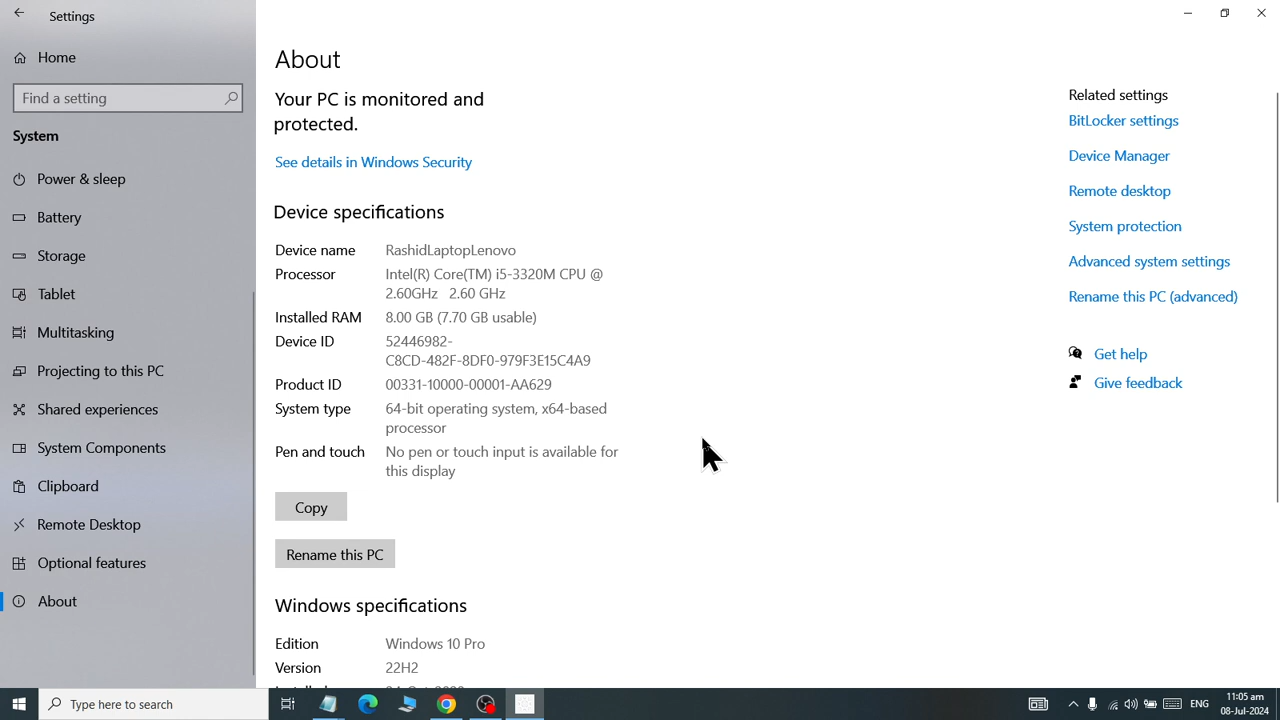 Settings
Home
Find a setting
System
Power & sleep
Battery
Storage
Tablet
Multitasking
Projecting to this PC
Shared experiences
System Components
Clipboard
Remote Desktop
Optional features
About
About
Your PC is monitored and
protected.
See details in Windows Security
Device specifications
Device name RashidLaptopLenovo
Processor Intel(R) Core(TM) i5-3320M CPU @
2.60GHz 2.60 GHz
Installed RAM 8.00 GB (7.70 GB usable)
Device ID 52446982-
C8CD-482F-8DF0-979F3E15C4A9
Product ID 00331-10000-00001-AA629
System type 64-bit operating system, x64-based
processor
Pen and touch No pen or touch input is available for
this display
Copy
Rename this PC
Windows specifications
Edition Windows 10 Pro
Version 22H2
Related settings
BitLocker settings
Device Manager
Remote desktop
System protection
Advanced system settings
Rename this PC (advanced)
Get help
Give feedback
Type here to search
ENG
11:05 am
08-Jul-2024